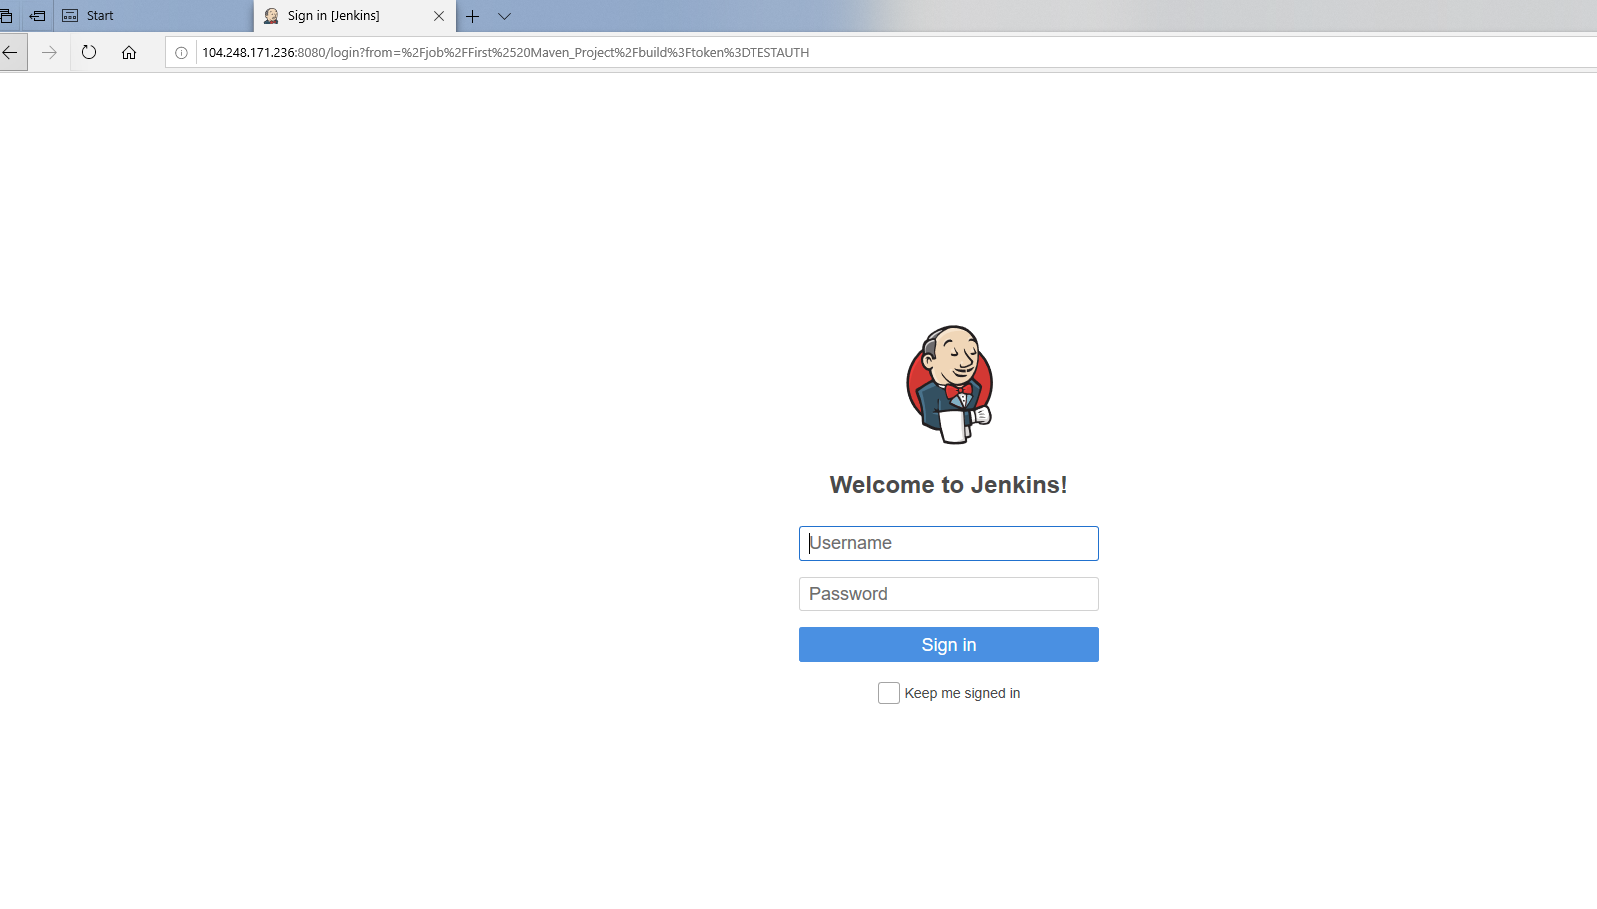 Start
Sign in [Jenkins]
104.248.171.236:8080/login?from=%2Fjob%2FFirst%2520Maven_Project%2Fbuild%3Ftoken%3DTESTAUTH
Welcome to Jenkins!
Username
Password
Sign in
Keep me signed in